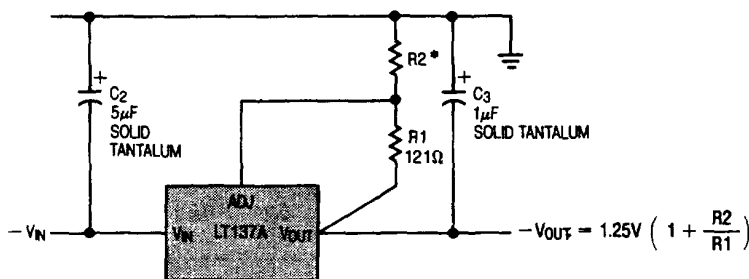 R2*
+
C2
5μF
SOLID
TANTALUM
+
C3
1μF
SOLID TANTALUM
R1
121Ω
ADJ
−VIN
VIN
LT137A
VOUT
−VOUT = 1.25V ( 1 + R2/R1 )